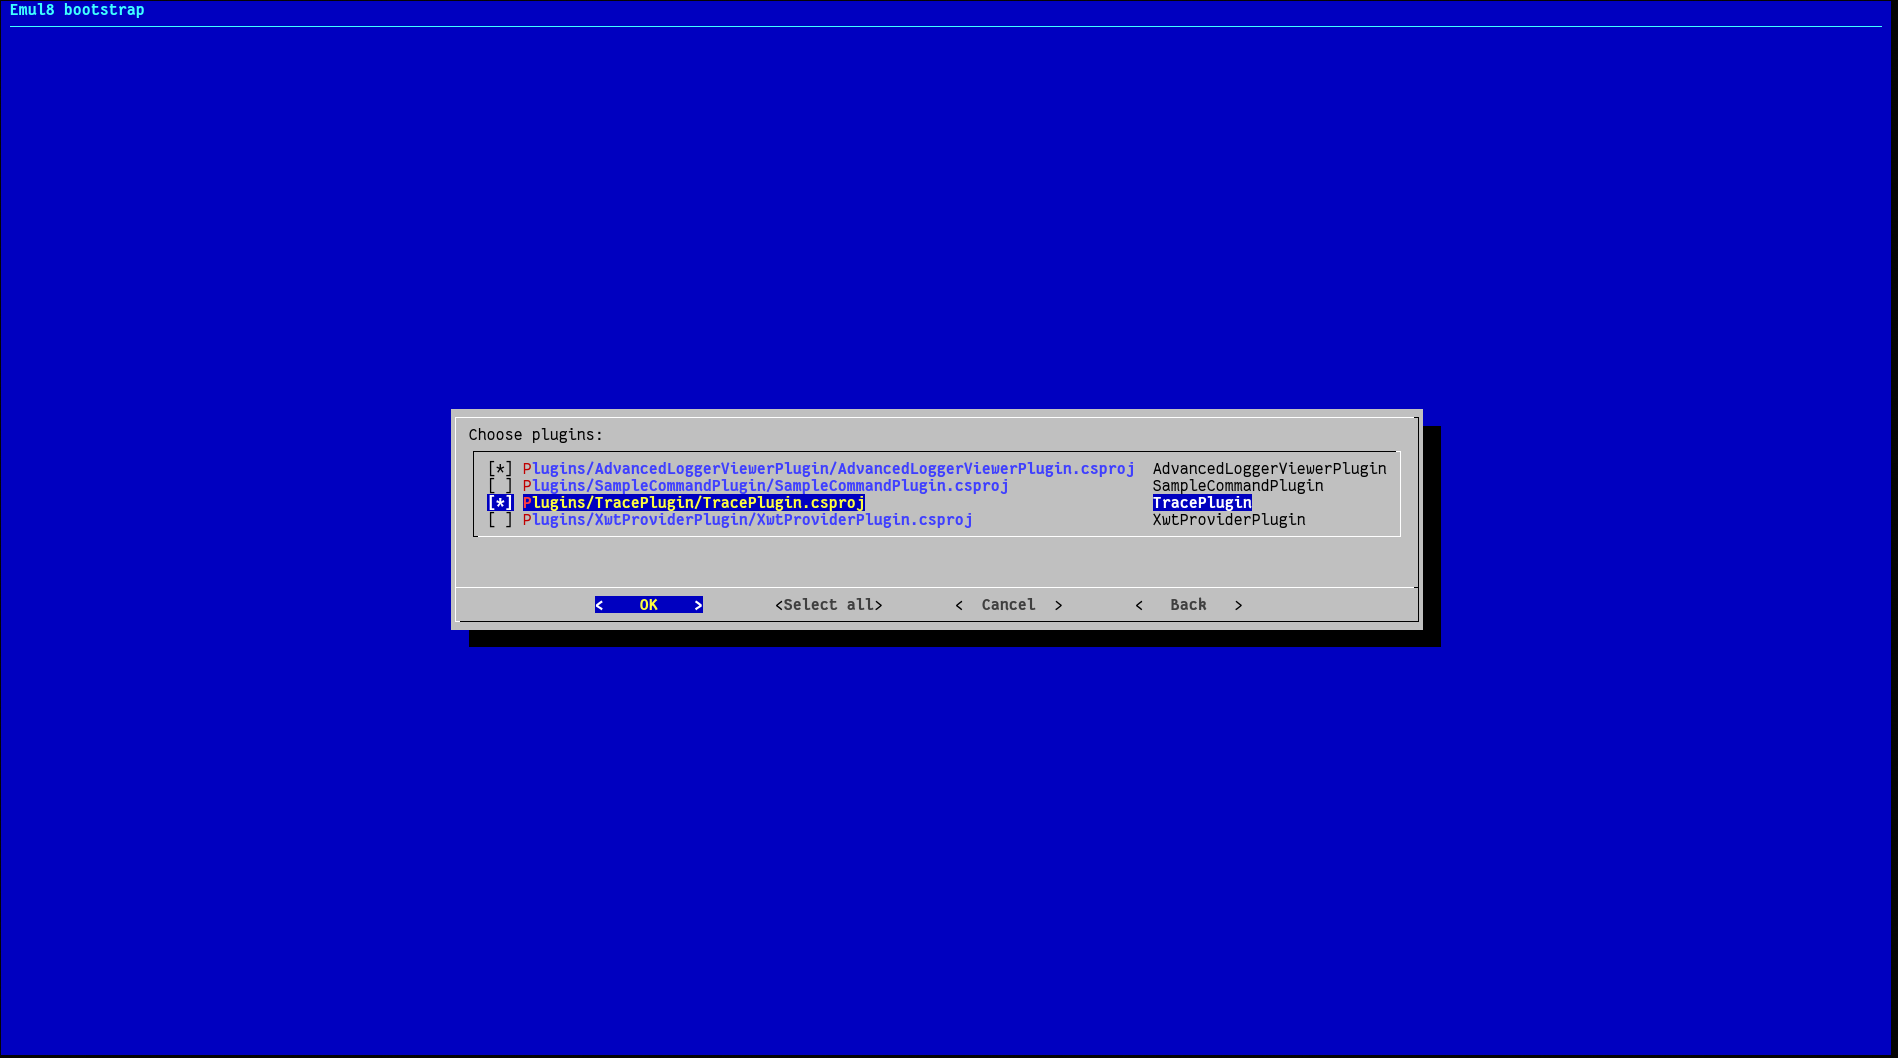 Emul8 bootstrap
Choose plugins:
[*] Plugins/AdvancedLoggerViewerPlugin/AdvancedLoggerViewerPlugin.csproj  AdvancedLoggerViewerPlugin
[ ] Plugins/SampleCommandPlugin/SampleCommandPlugin.csproj  SampleCommandPlugin
[*] Plugins/TracePlugin/TracePlugin.csproj  TracePlugin
[ ] Plugins/XwtProviderPlugin/XwtProviderPlugin.csproj  XwtProviderPlugin
<    OK    >  <Select all>  <  Cancel  >  <   Back   >